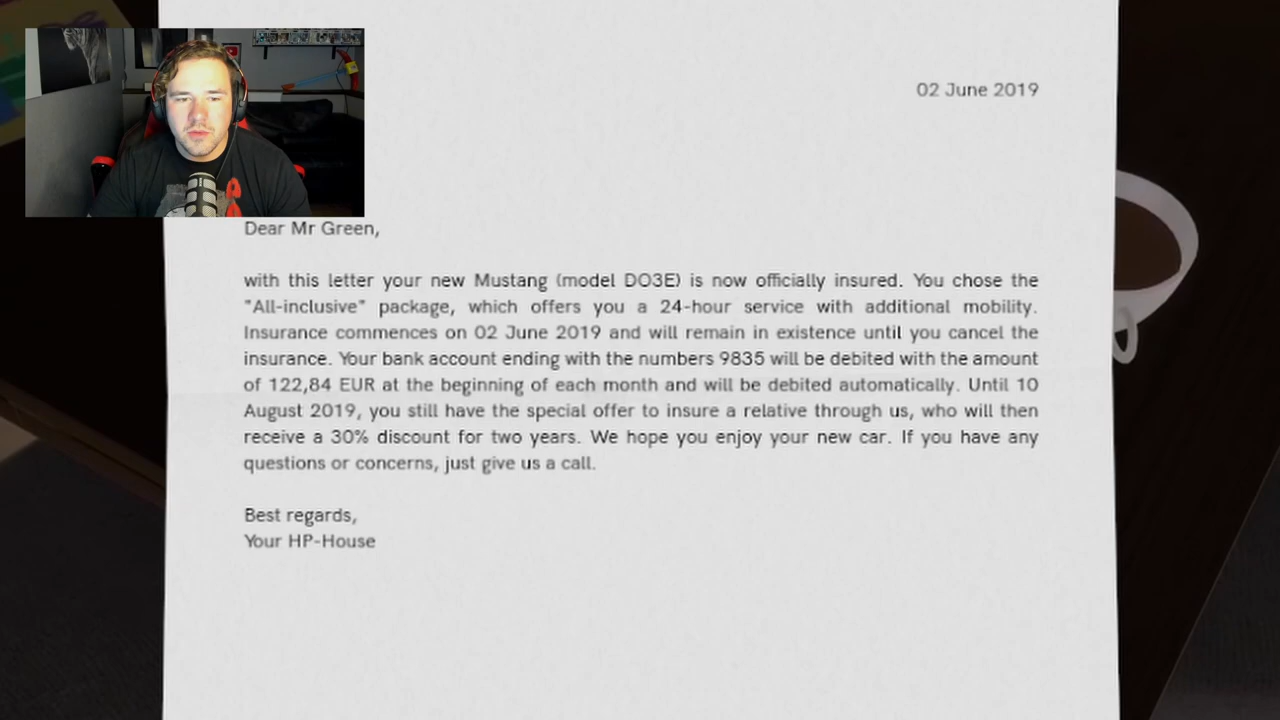 02 June 2019
Dear Mr Green,
with this letter your new Mustang (model DO3E) is now officially insured. You chose the
"All-inclusive" package, which offers you a 24-hour service with additional mobility.
Insurance commences on 02 June 2019 and will remain in existence until you cancel the
insurance. Your bank account ending with the numbers 9835 will be debited with the amount
of 122,84 EUR at the beginning of each month and will be debited automatically. Until 10
August 2019, you still have the special offer to insure a relative through us, who will then
receive a 30% discount for two years. We hope you enjoy your new car. If you have any
questions or concerns, just give us a call.
Best regards,
Your HP-House